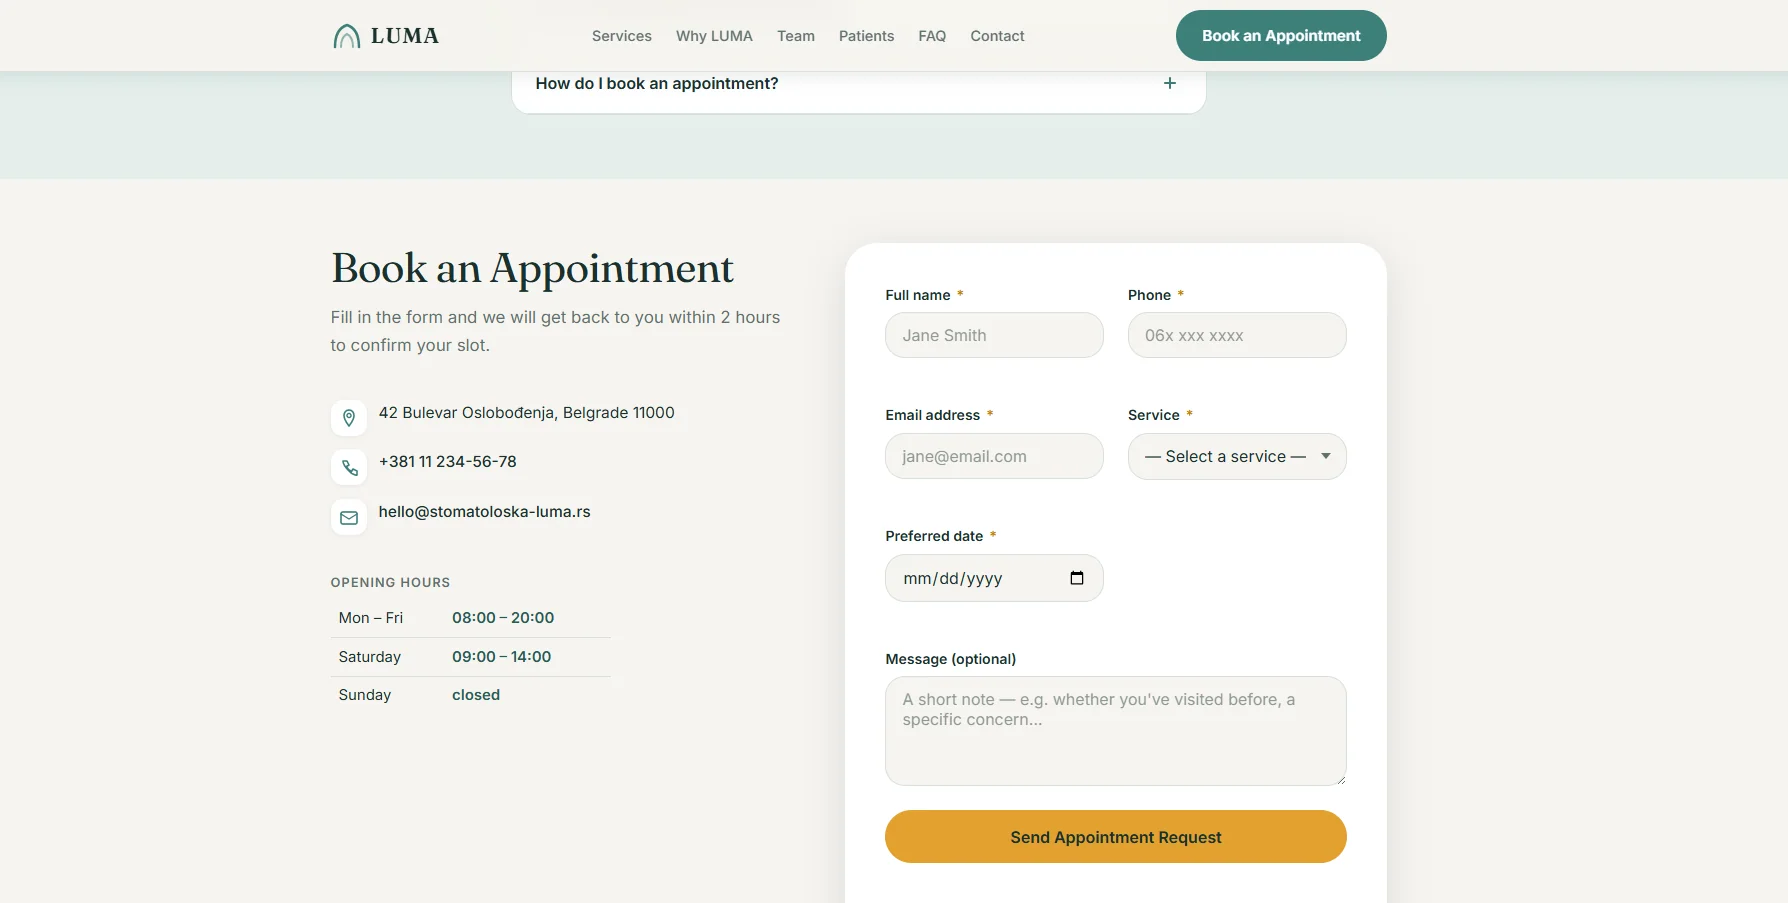 LUMA
Services Why LUMA Team Patients FAQ Contact
Book an Appointment
How do I book an appointment? +
Book an Appointment
Fill in the form and we will get back to you within 2 hours
to confirm your slot.
42 Bulevar Oslobođenja, Belgrade 11000
+381 11 234-56-78
hello@stomatoloska-luma.rs
OPENING HOURS
Mon – Fri 08:00 – 20:00
Saturday 09:00 – 14:00
Sunday closed
Full name * Phone *
Jane Smith 06x xxx xxxx
Email address * Service *
jane@email.com — Select a service —
Preferred date *
mm/dd/yyyy
Message (optional)
A short note — e.g. whether you've visited before, a
specific concern...
Send Appointment Request